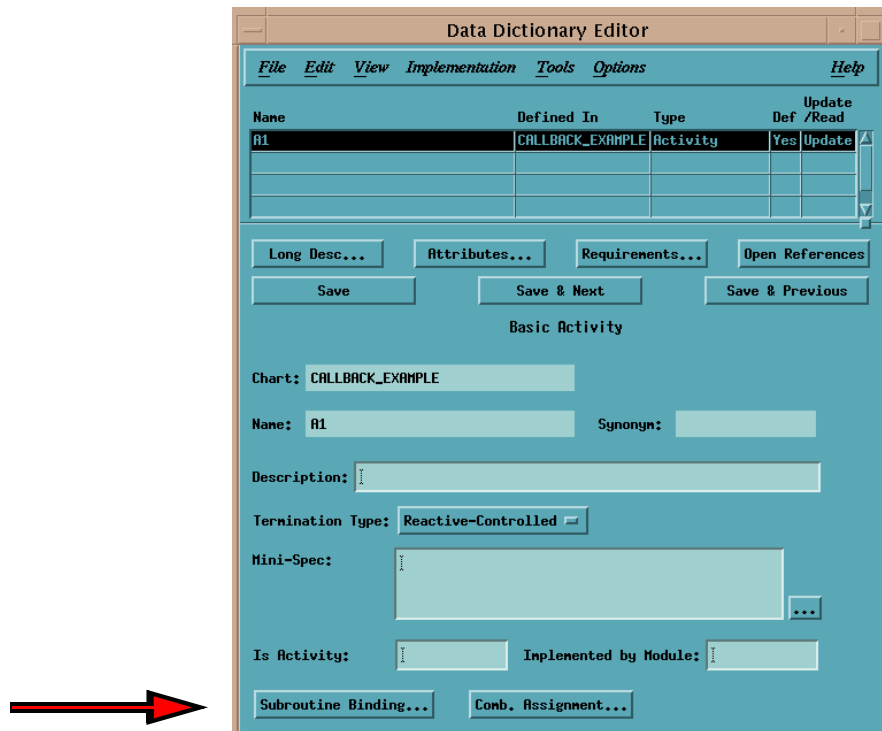 Data Dictionary Editor
File Edit View Implementation Tools Options Help
Update
Name Defined In Type Def /Read
A1 CALLBACK_EXAMPLE Activity Yes Update
Long Desc... Attributes... Requirements... Open References
Save Save & Next Save & Previous
Basic Activity
Chart: CALLBACK_EXAMPLE
Name: A1 Synonym:
Description:
Termination Type: Reactive-Controlled
Mini-Spec:
...
Is Activity: Implemented by Module:
Subroutine Binding... Comb. Assignment...